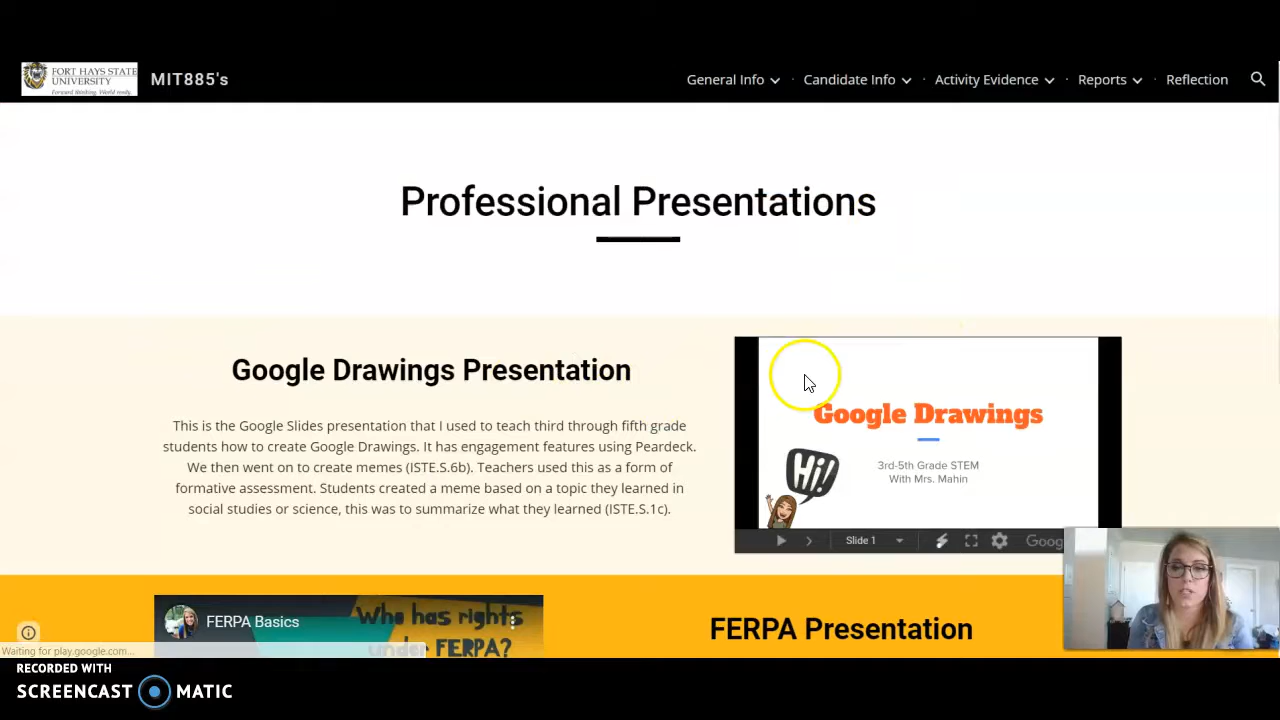 FORT HAYS STATE
UNIVERSITY
Forward thinking. World ready.
MIT885's
General Info
Candidate Info
Activity Evidence
Reports
Reflection
Professional Presentations
Google Drawings Presentation
This is the Google Slides presentation that I used to teach third through fifth grade
students how to create Google Drawings. It has engagement features using Peardeck.
We then went on to create memes (ISTE.S.6b). Teachers used this as a form of
formative assessment. Students created a meme based on a topic they learned in
social studies or science, this was to summarize what they learned (ISTE.S.1c).
Google Drawings
Hi!
3rd-5th Grade STEM
With Mrs. Mahin
Slide 1
Goog
FERPA Basics
Who has rights
under FERPA?
FERPA Presentation
Waiting for play.google.com...
RECORDED WITH
SCREENCAST MATIC